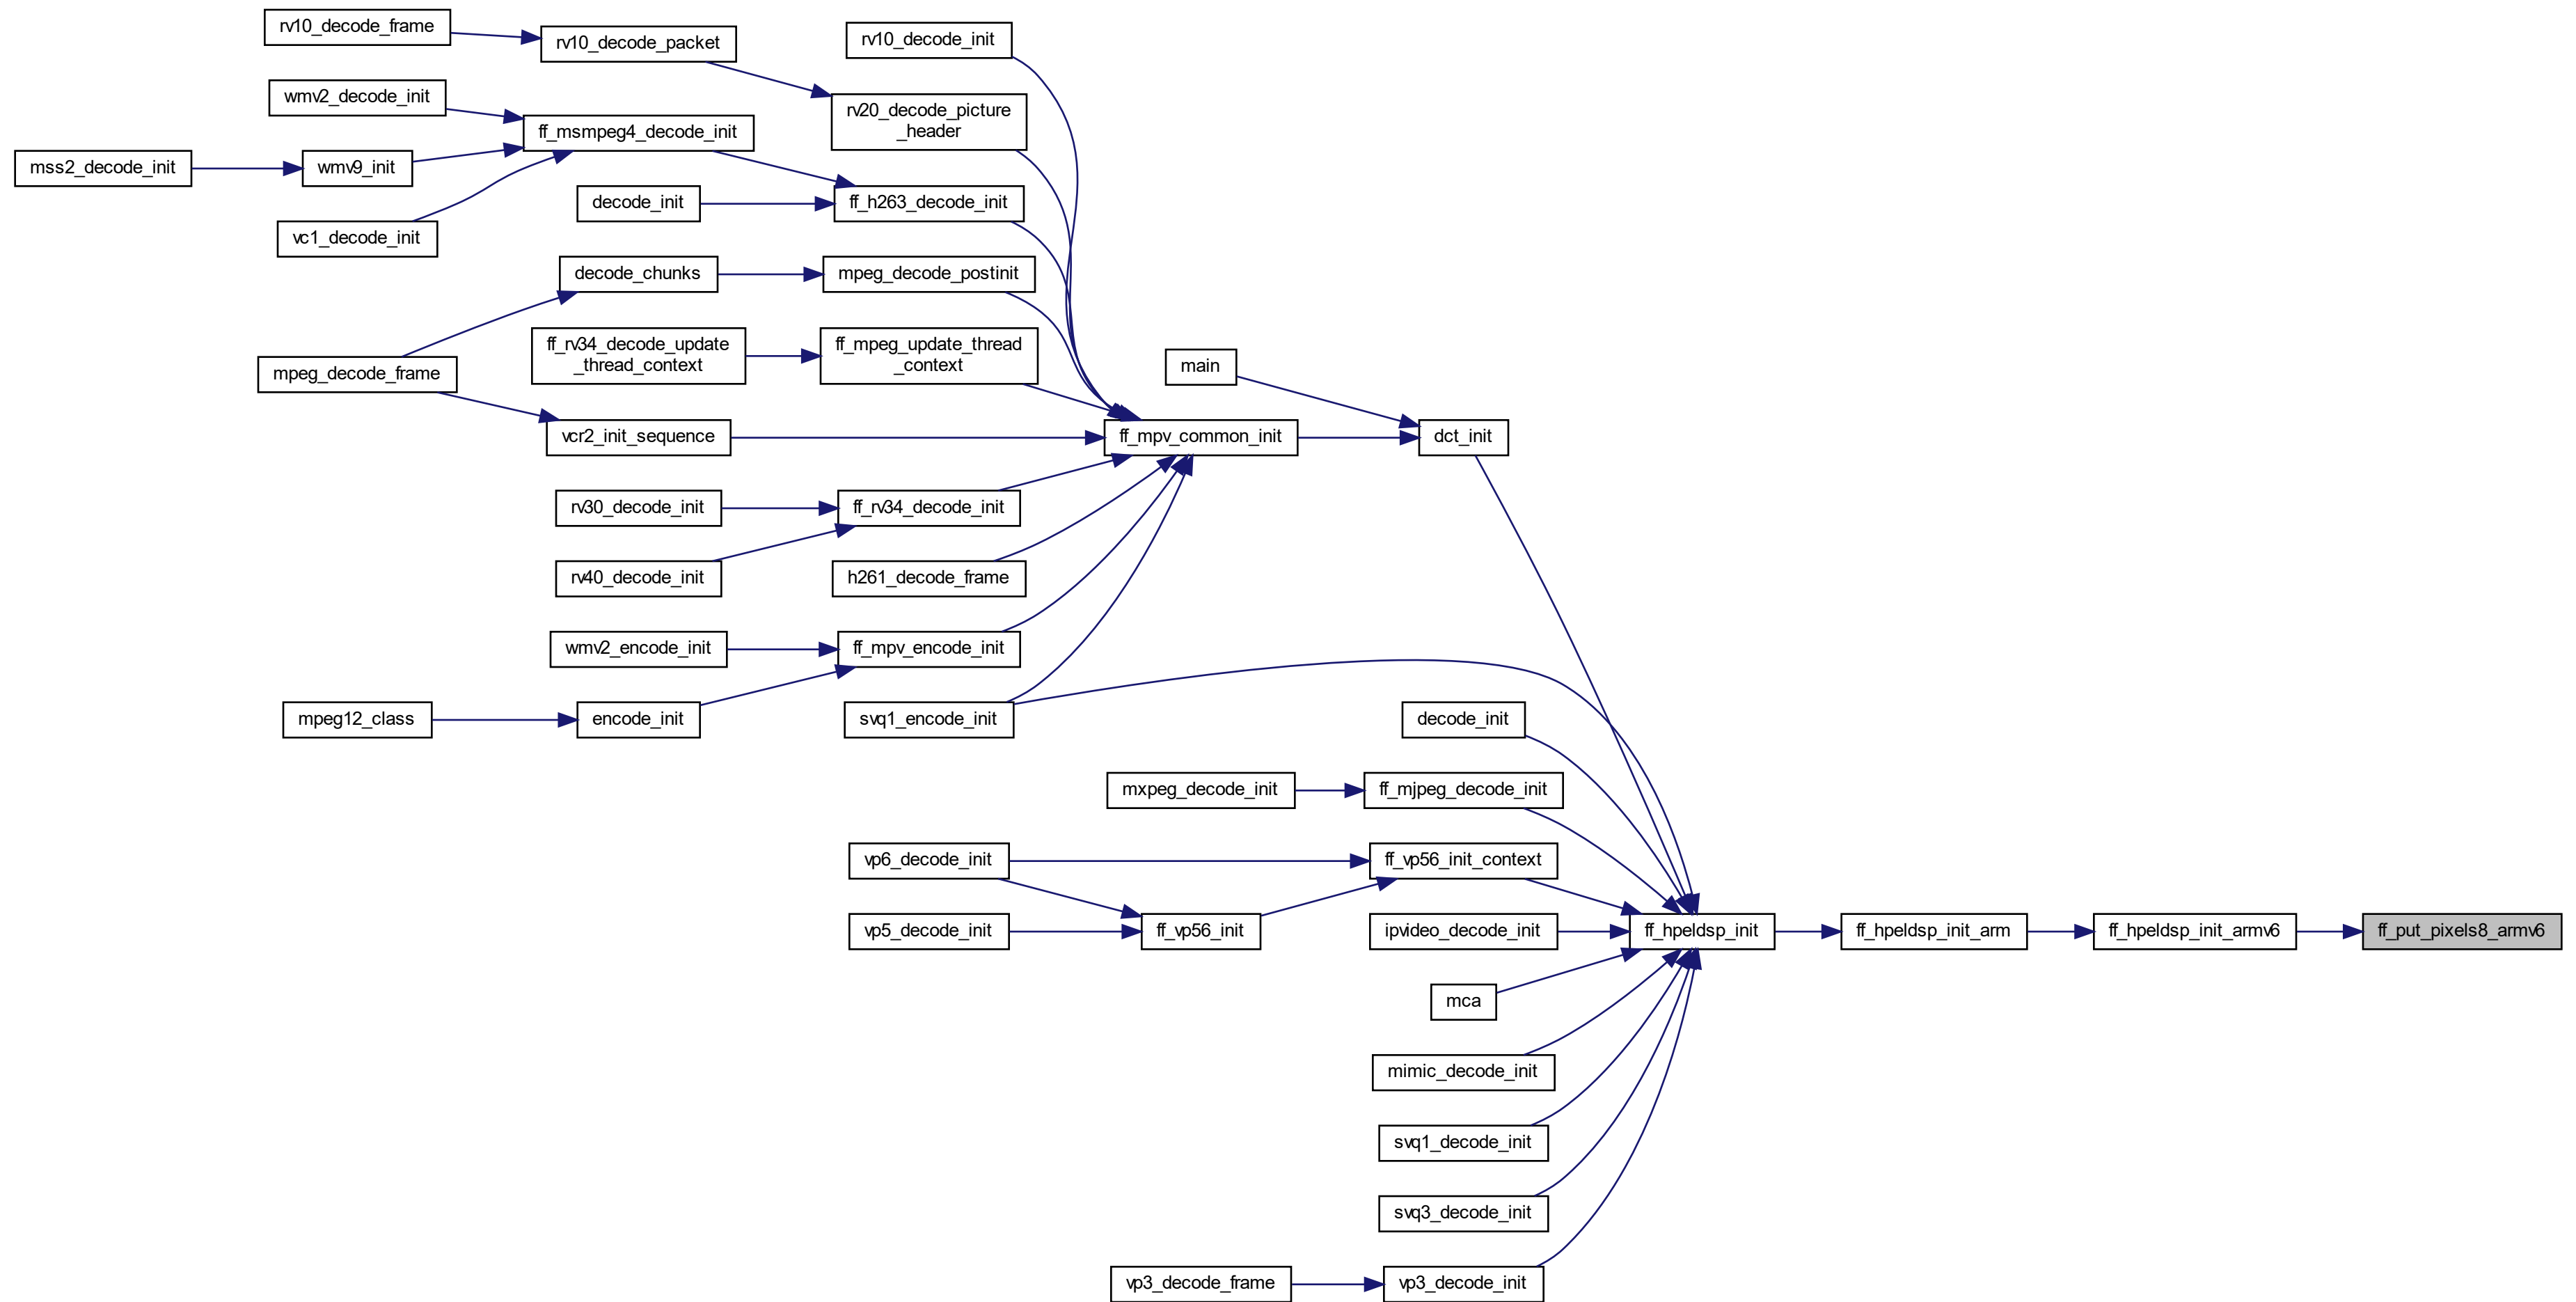 rv10_decode_frame
rv10_decode_packet
rv10_decode_init
wmv2_decode_init
rv20_decode_picture
_header
ff_msmpeg4_decode_init
mss2_decode_init
wmv9_init
decode_init
ff_h263_decode_init
vc1_decode_init
decode_chunks
mpeg_decode_postinit
ff_rv34_decode_update
_thread_context
ff_mpeg_update_thread
_context
main
mpeg_decode_frame
vcr2_init_sequence
ff_mpv_common_init
dct_init
rv30_decode_init
ff_rv34_decode_init
rv40_decode_init
h261_decode_frame
wmv2_encode_init
ff_mpv_encode_init
mpeg12_class
encode_init
svq1_encode_init
decode_init
mxpeg_decode_init
ff_mjpeg_decode_init
vp6_decode_init
ff_vp56_init_context
vp5_decode_init
ff_vp56_init
ipvideo_decode_init
ff_hpeldsp_init
ff_hpeldsp_init_arm
ff_hpeldsp_init_armv6
ff_put_pixels8_armv6
mca
mimic_decode_init
svq1_decode_init
svq3_decode_init
vp3_decode_frame
vp3_decode_init